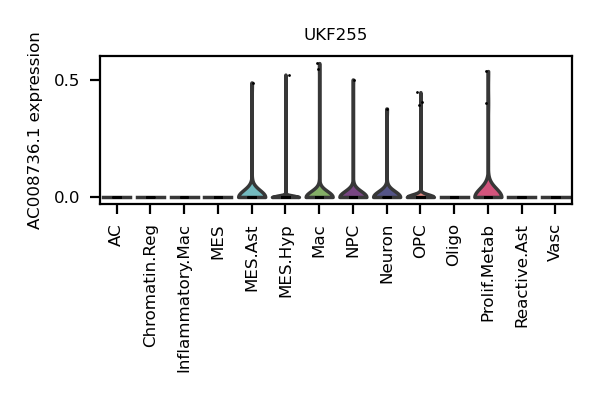 UKF255
AC008736.1 expression
0.5
0.0
AC
Chromatin.Reg
Inflammatory.Mac
MES
MES.Ast
MES.Hyp
Mac
NPC
Neuron
OPC
Oligo
Prolif.Metab
Reactive.Ast
Vasc